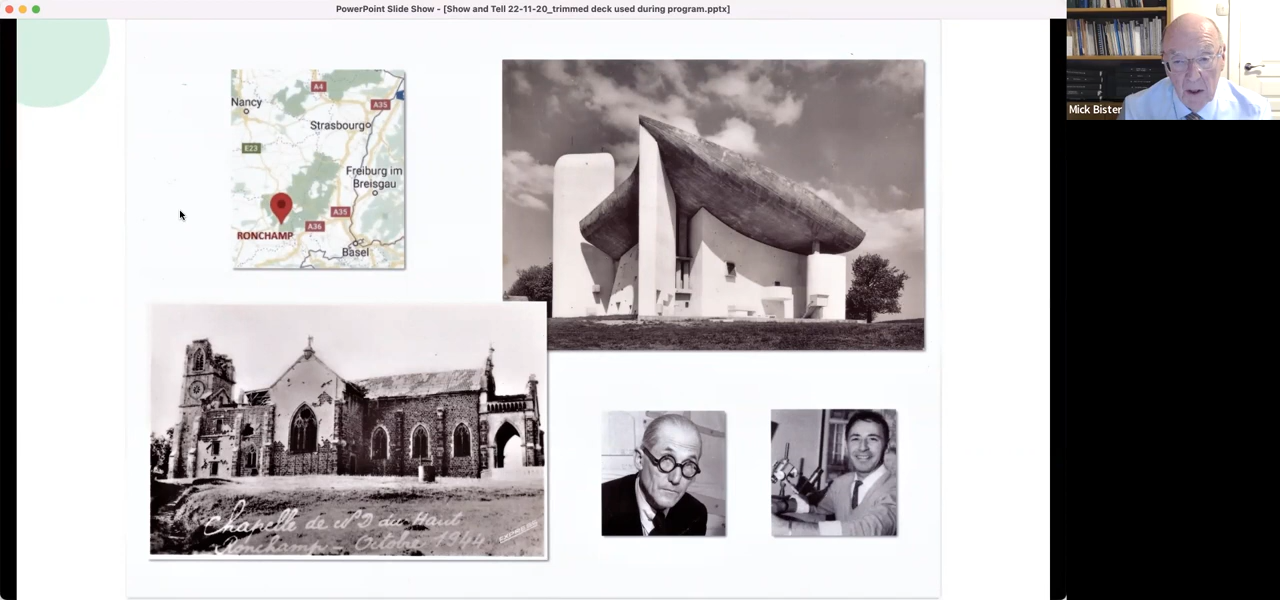 PowerPoint Slide Show - [Show and Tell 22-11-20_trimmed deck used during program.pptx]
Mick Bister
A4
Nancy
A35
Strasbourg
E23
Freiburg im
Breisgau
A35
A36
RONCHAMP
Basel
Chapelle de N D du Haut
Ronchamp - Octobre 1944